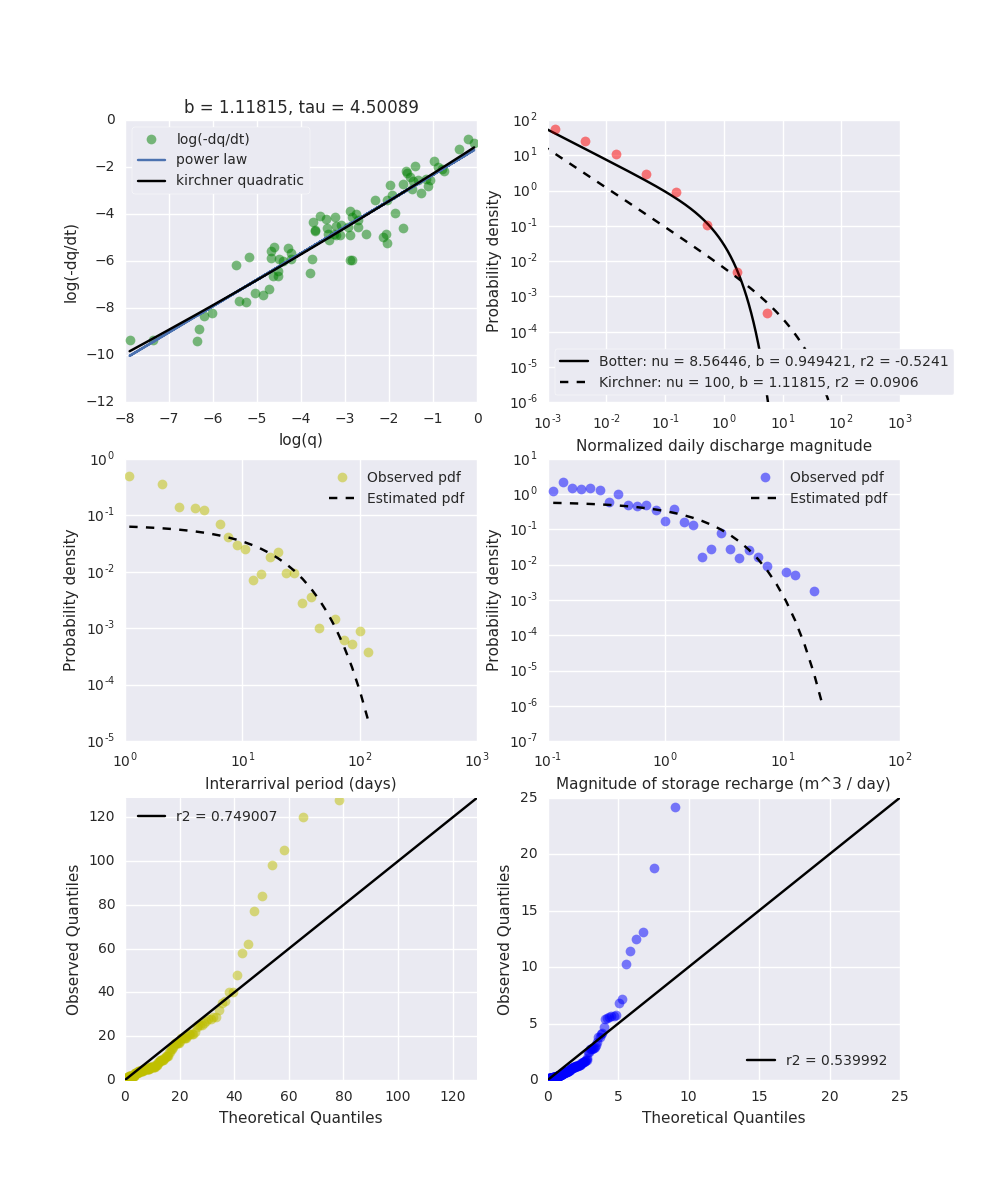 b = 1.11815, tau = 4.50089
log(-dq/dt)
power law
kirchner quadratic
0
−2
−4
−6
−8
−10
−12
log(-dq/dt)
−8 −7 −6 −5 −4 −3 −2 −1 0
log(q)
10^2
10^1
10^0
10^-1
10^-2
10^-3
10^-4
10^-5
10^-6
Probability density
Botter: nu = 8.56446, b = 0.949421, r2 = -0.5241
Kirchner: nu = 100, b = 1.11815, r2 = 0.0906
10^-3 10^-2 10^-1 10^0 10^1 10^2 10^3
Normalized daily discharge magnitude
Observed pdf
Estimated pdf
10^0
10^-1
10^-2
10^-3
10^-4
10^-5
Probability density
10^0 10^1 10^2 10^3
Interarrival period (days)
Observed pdf
Estimated pdf
10^1
10^0
10^-1
10^-2
10^-3
10^-4
10^-5
10^-6
10^-7
Probability density
10^-1 10^0 10^1 10^2
Magnitude of storage recharge (m^3 / day)
r2 = 0.749007
120
100
80
60
40
20
0
Observed Quantiles
0 20 40 60 80 100 120
Theoretical Quantiles
25
20
15
10
5
0
Observed Quantiles
r2 = 0.539992
0 5 10 15 20 25
Theoretical Quantiles